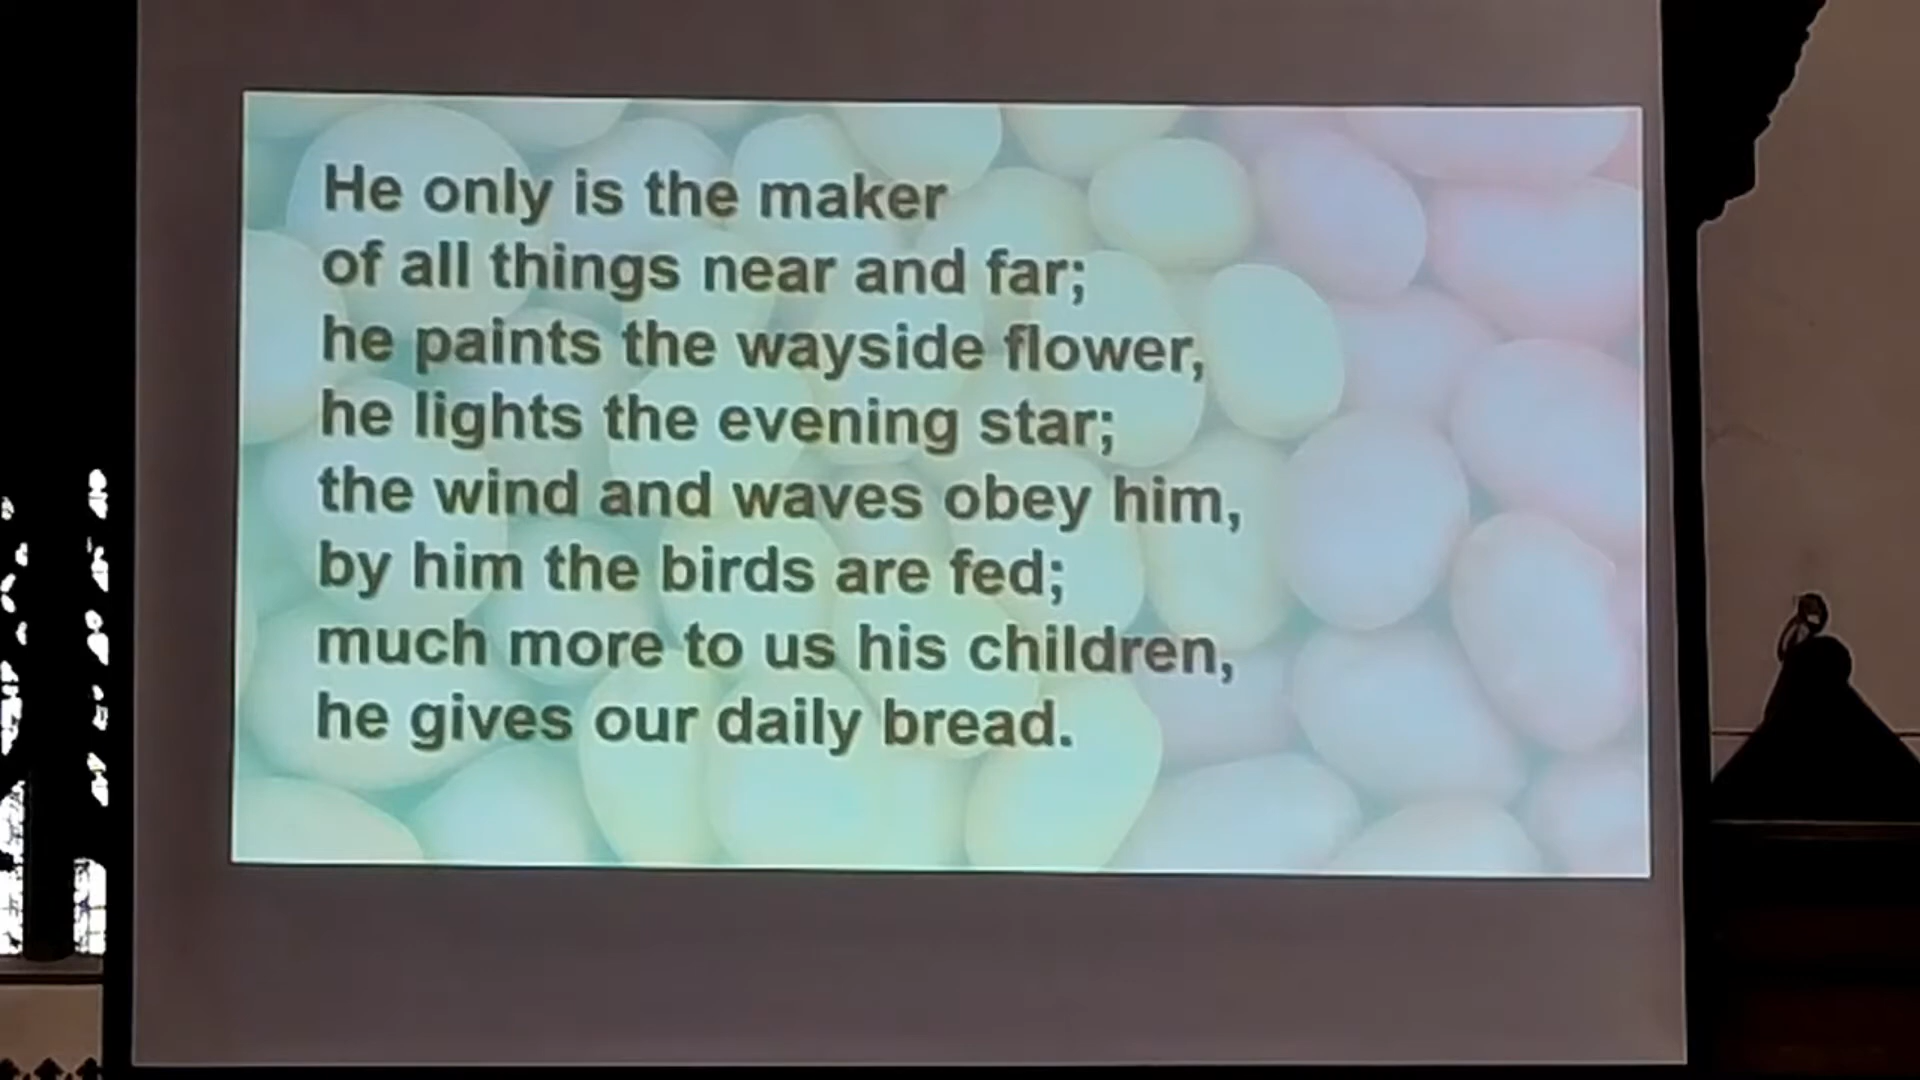 He only is the maker
of all things near and far;
he paints the wayside flower,
he lights the evening star;
the wind and waves obey him,
by him the birds are fed;
much more to us his children,
he gives our daily bread.